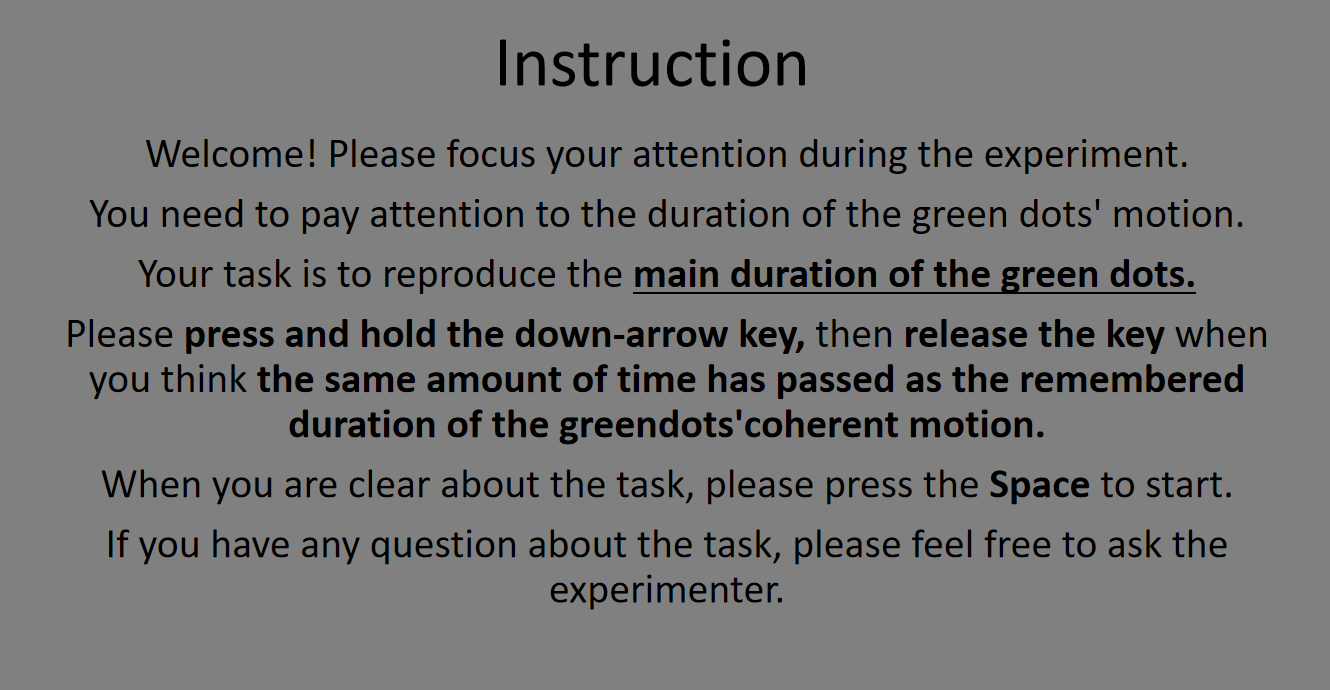 Instruction
Welcome! Please focus your attention during the experiment.
You need to pay attention to the duration of the green dots' motion.
Your task is to reproduce the main duration of the green dots.
Please press and hold the down-arrow key, then release the key when
you think the same amount of time has passed as the remembered
duration of the greendots'coherent motion.
When you are clear about the task, please press the Space to start.
If you have any question about the task, please feel free to ask the
experimenter.